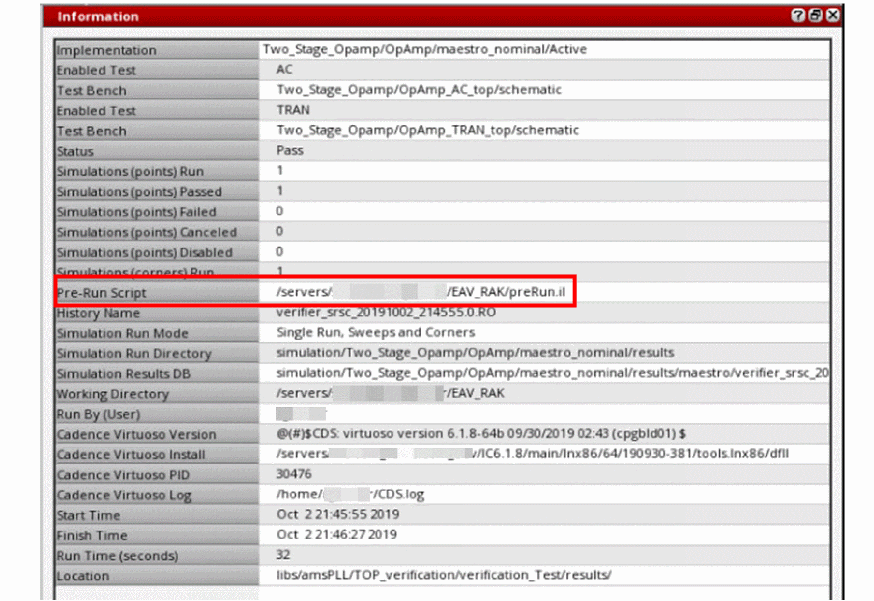 Information
Implementation Two_Stage_Opamp/OpAmp/maestro_nominal/Active
Enabled Test AC
Test Bench Two_Stage_Opamp/OpAmp_AC_top/schematic
Enabled Test TRAN
Test Bench Two_Stage_Opamp/OpAmp_TRAN_top/schematic
Status Pass
Simulations (points) Run 1
Simulations (points) Passed 1
Simulations (points) Failed 0
Simulations (points) Canceled 0
Simulations (points) Disabled 0
Simulations (corners) Run 1
Pre-Run Script /servers/ /EAV_RAK/preRun.il
History Name verifier_srsc_20191002_214555.0.RO
Simulation Run Mode Single Run, Sweeps and Corners
Simulation Run Directory simulation/Two_Stage_Opamp/OpAmp/maestro_nominal/results
Simulation Results DB simulation/Two_Stage_Opamp/OpAmp/maestro_nominal/results/maestro/verifier_srsc_20
Working Directory /servers/ /EAV_RAK
Run By (User)
Cadence Virtuoso Version @(#)$CDS: virtuoso version 6.1.8-64b 09/30/2019 02:43 (cpgbld01) $
Cadence Virtuoso Install /servers /IC6.1.8/main/lnx86/64/190930-381/tools.lnx86/dfII
Cadence Virtuoso PID 30476
Cadence Virtuoso Log /home/ /CDS.log
Start Time Oct 2 21:45:55 2019
Finish Time Oct 2 21:46:27 2019
Run Time (seconds) 32
Location libs/amsPLL/TOP_verification/verification_Test/results/